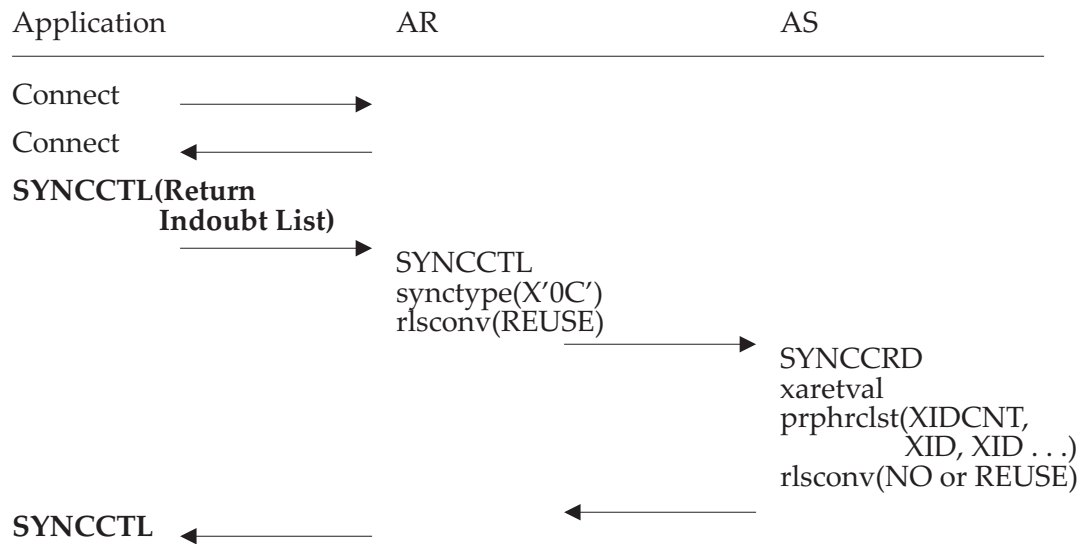 Application AR AS
Connect
Connect
SYNCCTL(Return
Indoubt List)
SYNCCTL
synctype(X'0C')
rlsconv(REUSE)
SYNCCRD
xaretval
prphrclst(XIDCNT,
XID, XID . . .)
rlsconv(NO or REUSE)
SYNCCTL